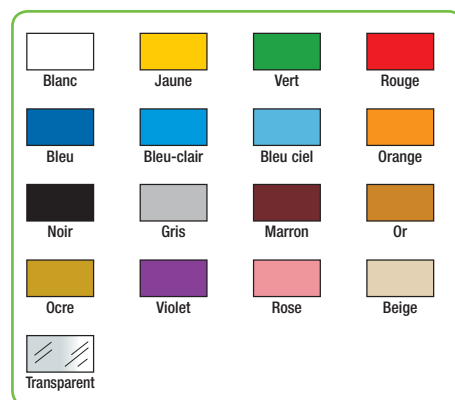 Blanc Jaune Vert Rouge
Bleu Bleu-clair Bleu ciel Orange
Noir Gris Marron Or
Ocre Violet Rose Beige
Transparent